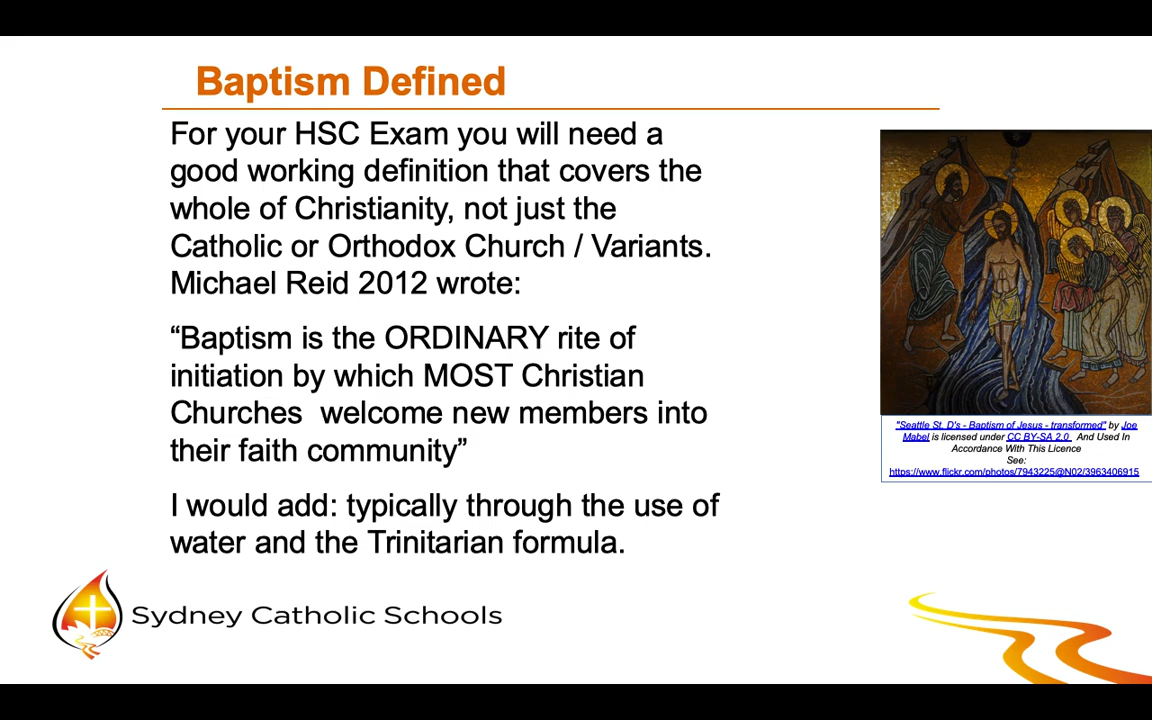 Baptism Defined
For your HSC Exam you will need a
good working definition that covers the
whole of Christianity, not just the
Catholic or Orthodox Church / Variants.
Michael Reid 2012 wrote:
“Baptism is the ORDINARY rite of
initiation by which MOST Christian
Churches  welcome new members into
their faith community”
I would add: typically through the use of
water and the Trinitarian formula.
"Seattle St. D's - Baptism of Jesus - transformed" by Joe
Mabel is licensed under CC BY-SA 2.0  And Used In
Accordance With This Licence
See:
https://www.flickr.com/photos/7943225@N02/3963406915
Sydney Catholic Schools